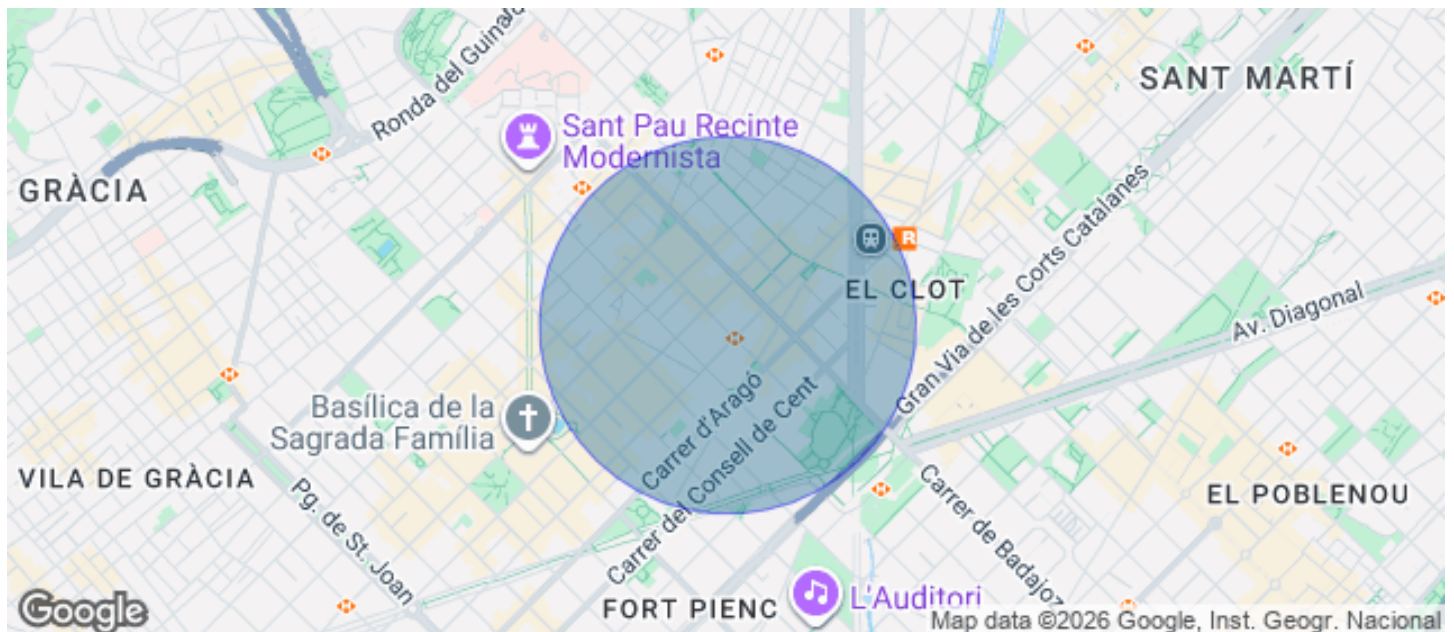 Ronda del Guinardó
SANT MARTÍ
Sant Pau Recinte
Modernista
GRÀCIA
R
EL CLOT
Gran Via de les Corts Catalanes
Av. Diagonal
Basílica de la
Sagrada Família
Carrer d'Aragó
Carrer del Consell de Cent
VILA DE GRÀCIA
Pg. de St. Joan
Carrer de Badajoz
EL POBLENOU
FORT PIENC
L'Auditori
Google
Map data ©2026 Google, Inst. Geogr. Nacional